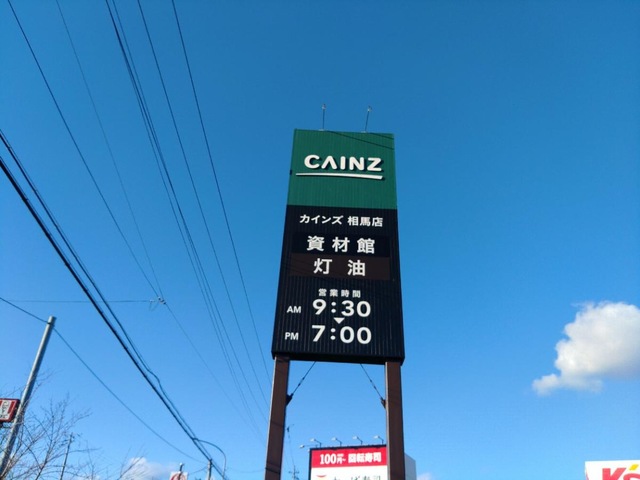 CAINZ
カインズ 相馬店
資材館
灯油
営業時間
AM 9:30
PM 7:00
100円 回転寿司